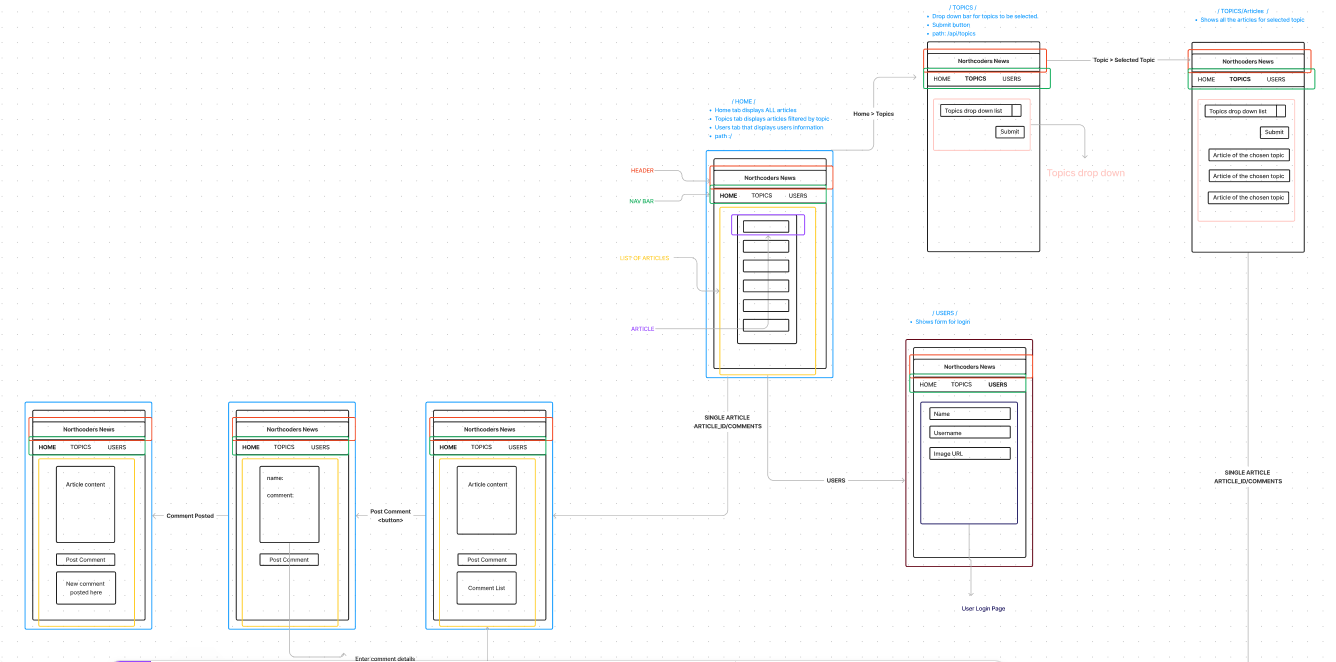 / TOPICS /
• Drop down bar for topics to be selected.
• Submit button
• path: /api/topics
Northcoders News
HOME TOPICS USERS
Topics drop down list
Submit
Topics drop down
Topic > Selected Topic
/ TOPICS/Articles /
• Shows all the articles for selected topic
Northcoders News
HOME TOPICS USERS
Topics drop down list
Submit
Article of the chosen topic
Article of the chosen topic
Article of the chosen topic
Home > Topics
/ HOME /
• Home tab displays ALL articles
• Topics tab displays articles filtered by topic
• Users tab that displays users information
• path :/
HEADER
NAV BAR
LIST OF ARTICLES
ARTICLE
Northcoders News
HOME TOPICS USERS
/ USERS /
• Shows form for login
Northcoders News
HOME TOPICS USERS
Name
Username
Image URL
User Login Page
USERS
SINGLE ARTICLE
ARTICLE_ID/COMMENTS
SINGLE ARTICLE
ARTICLE_ID/COMMENTS
Northcoders News
HOME TOPICS USERS
Article content
Post Comment
New comment
posted here
Comment Posted
Northcoders News
HOME TOPICS USERS
name:
comment:
Post Comment
Post Comment
<button>
Northcoders News
HOME TOPICS USERS
Article content
Post Comment
Comment List
Enter comment details